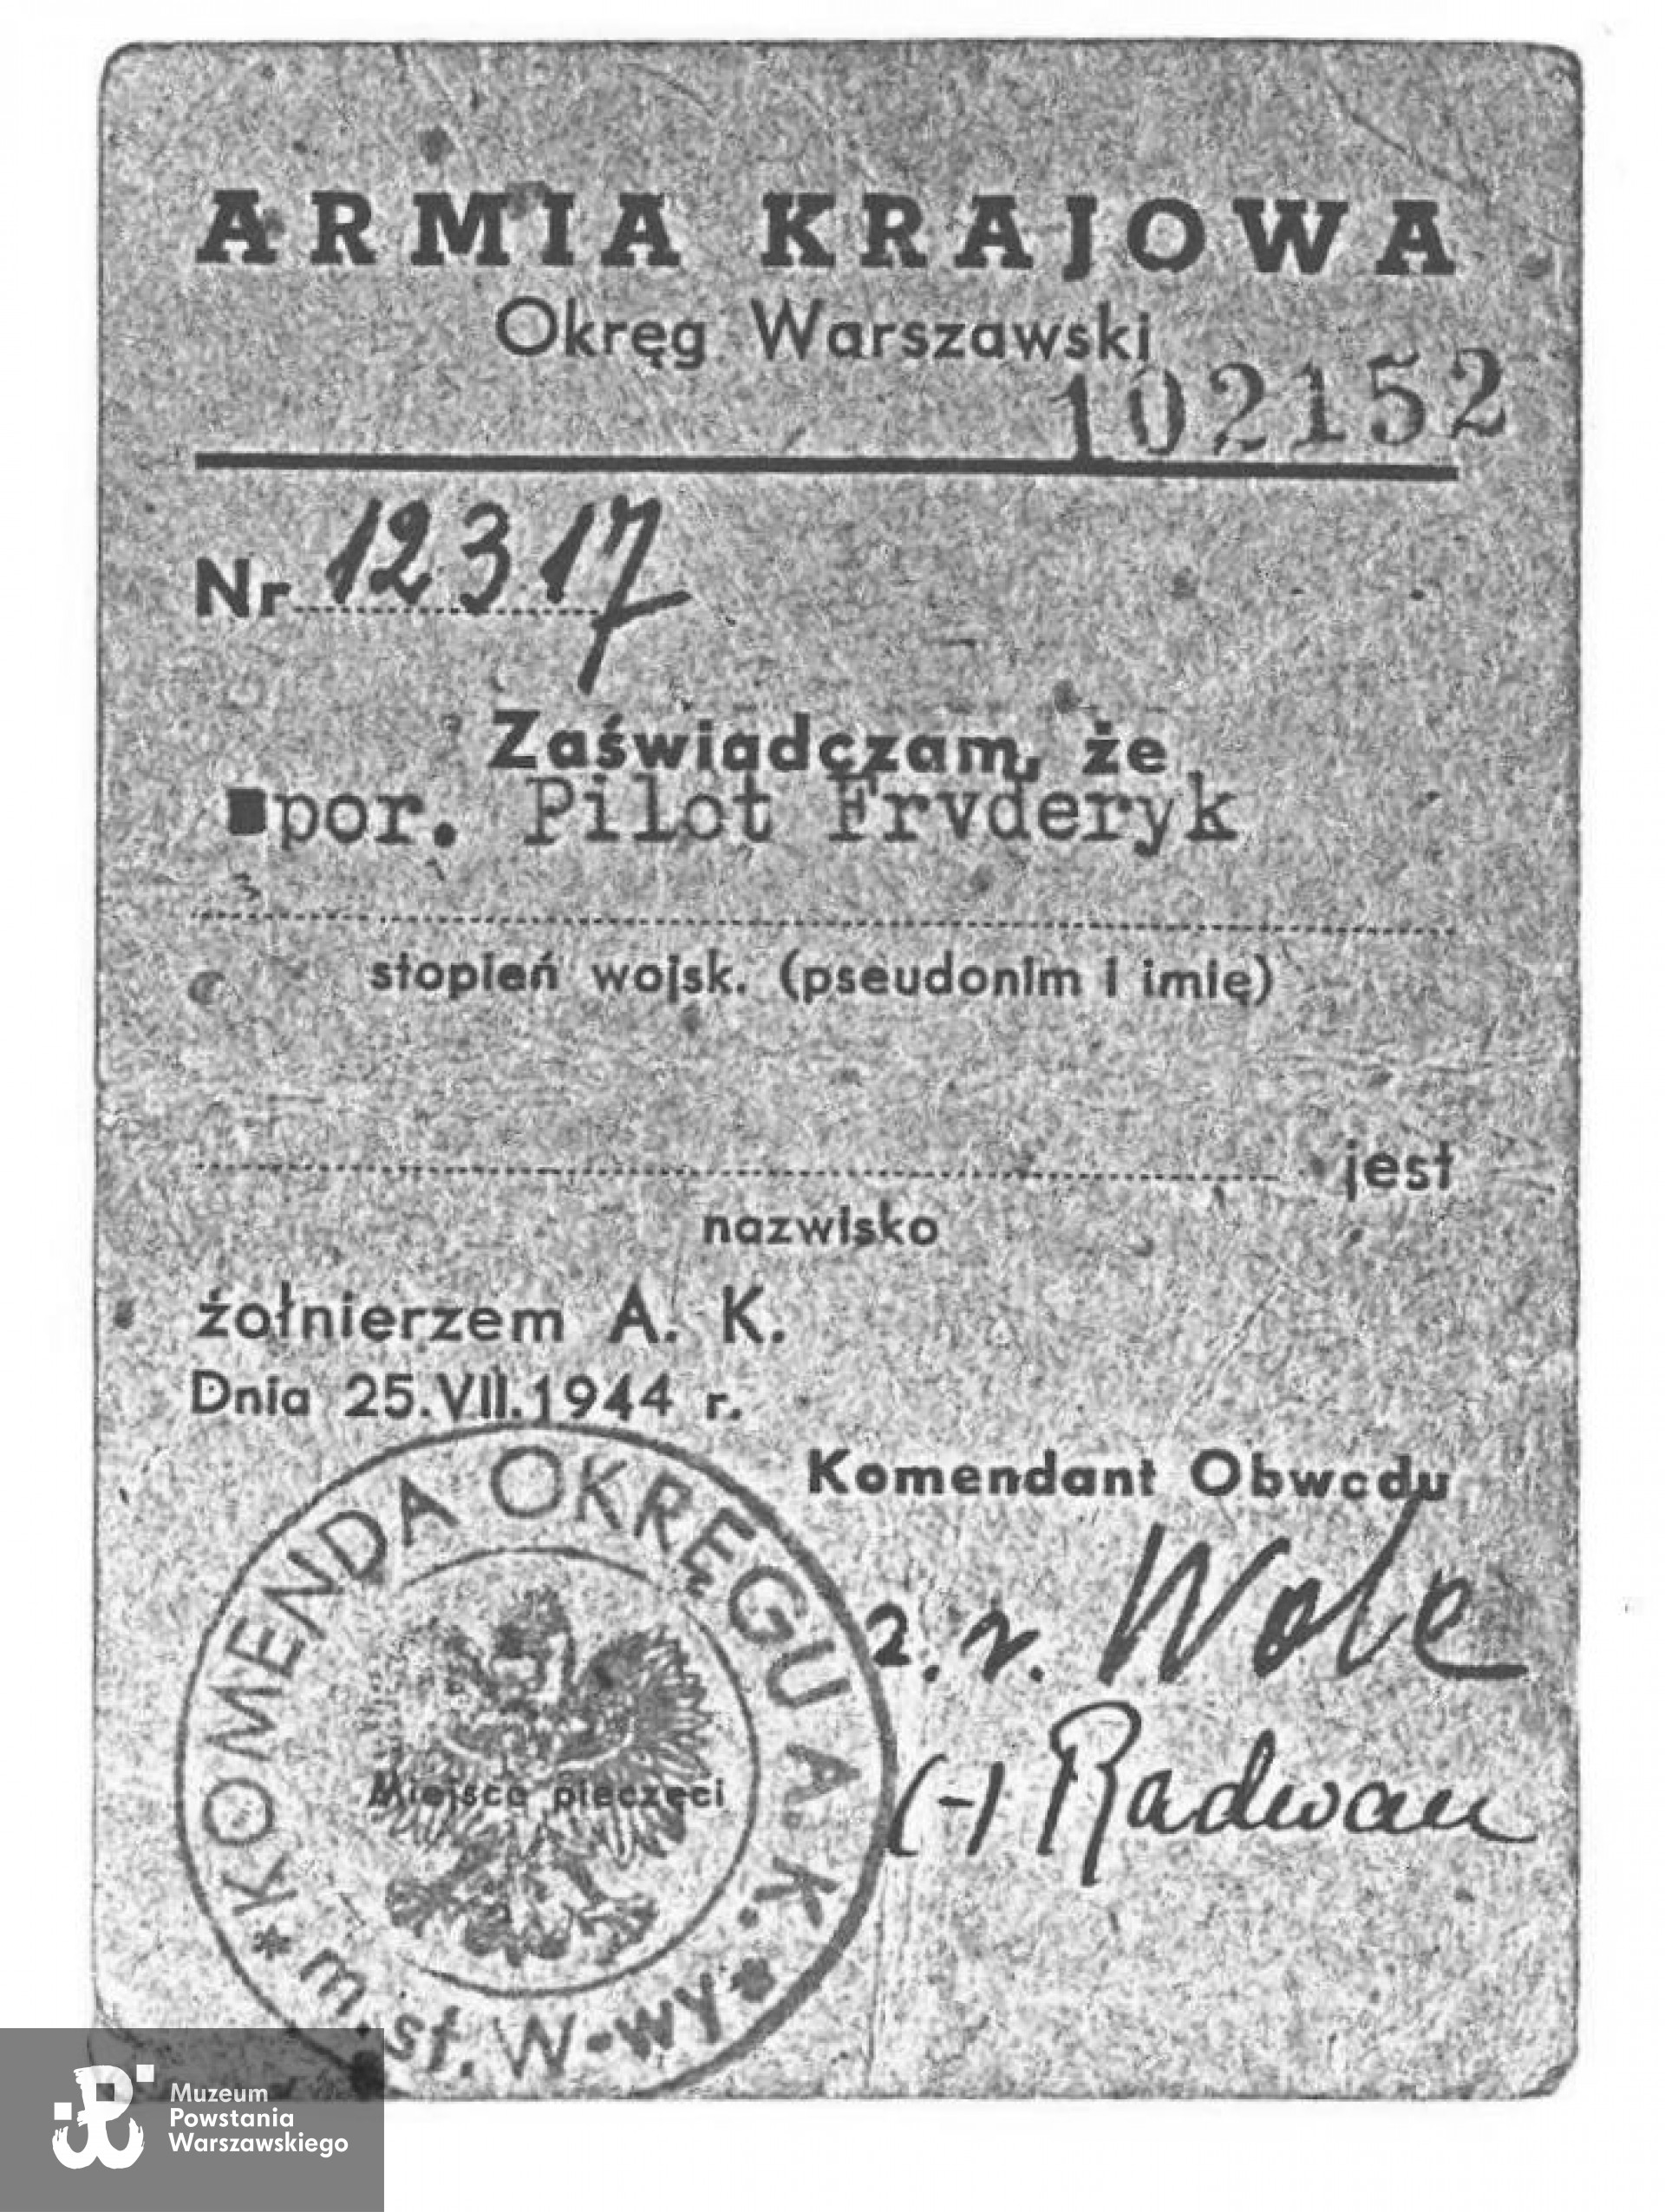 ARMIA KRAJOWA
Okręg Warszawski
102152
Nr 12317
Zaświadczam, że
por. Pilot Fryderyk
stopień wojsk. (pseudonim i imię)
jest
nazwisko
żołnierzem A. K.
Dnia 25.VII.1944 r.
Komendant Obwodu
z. r. Wole
(-) Radwan
KOMENDA OKRĘGU A.K.
Miejsce pieczęci
* m. st. W-wy *
Muzeum
Powstania
Warszawskiego